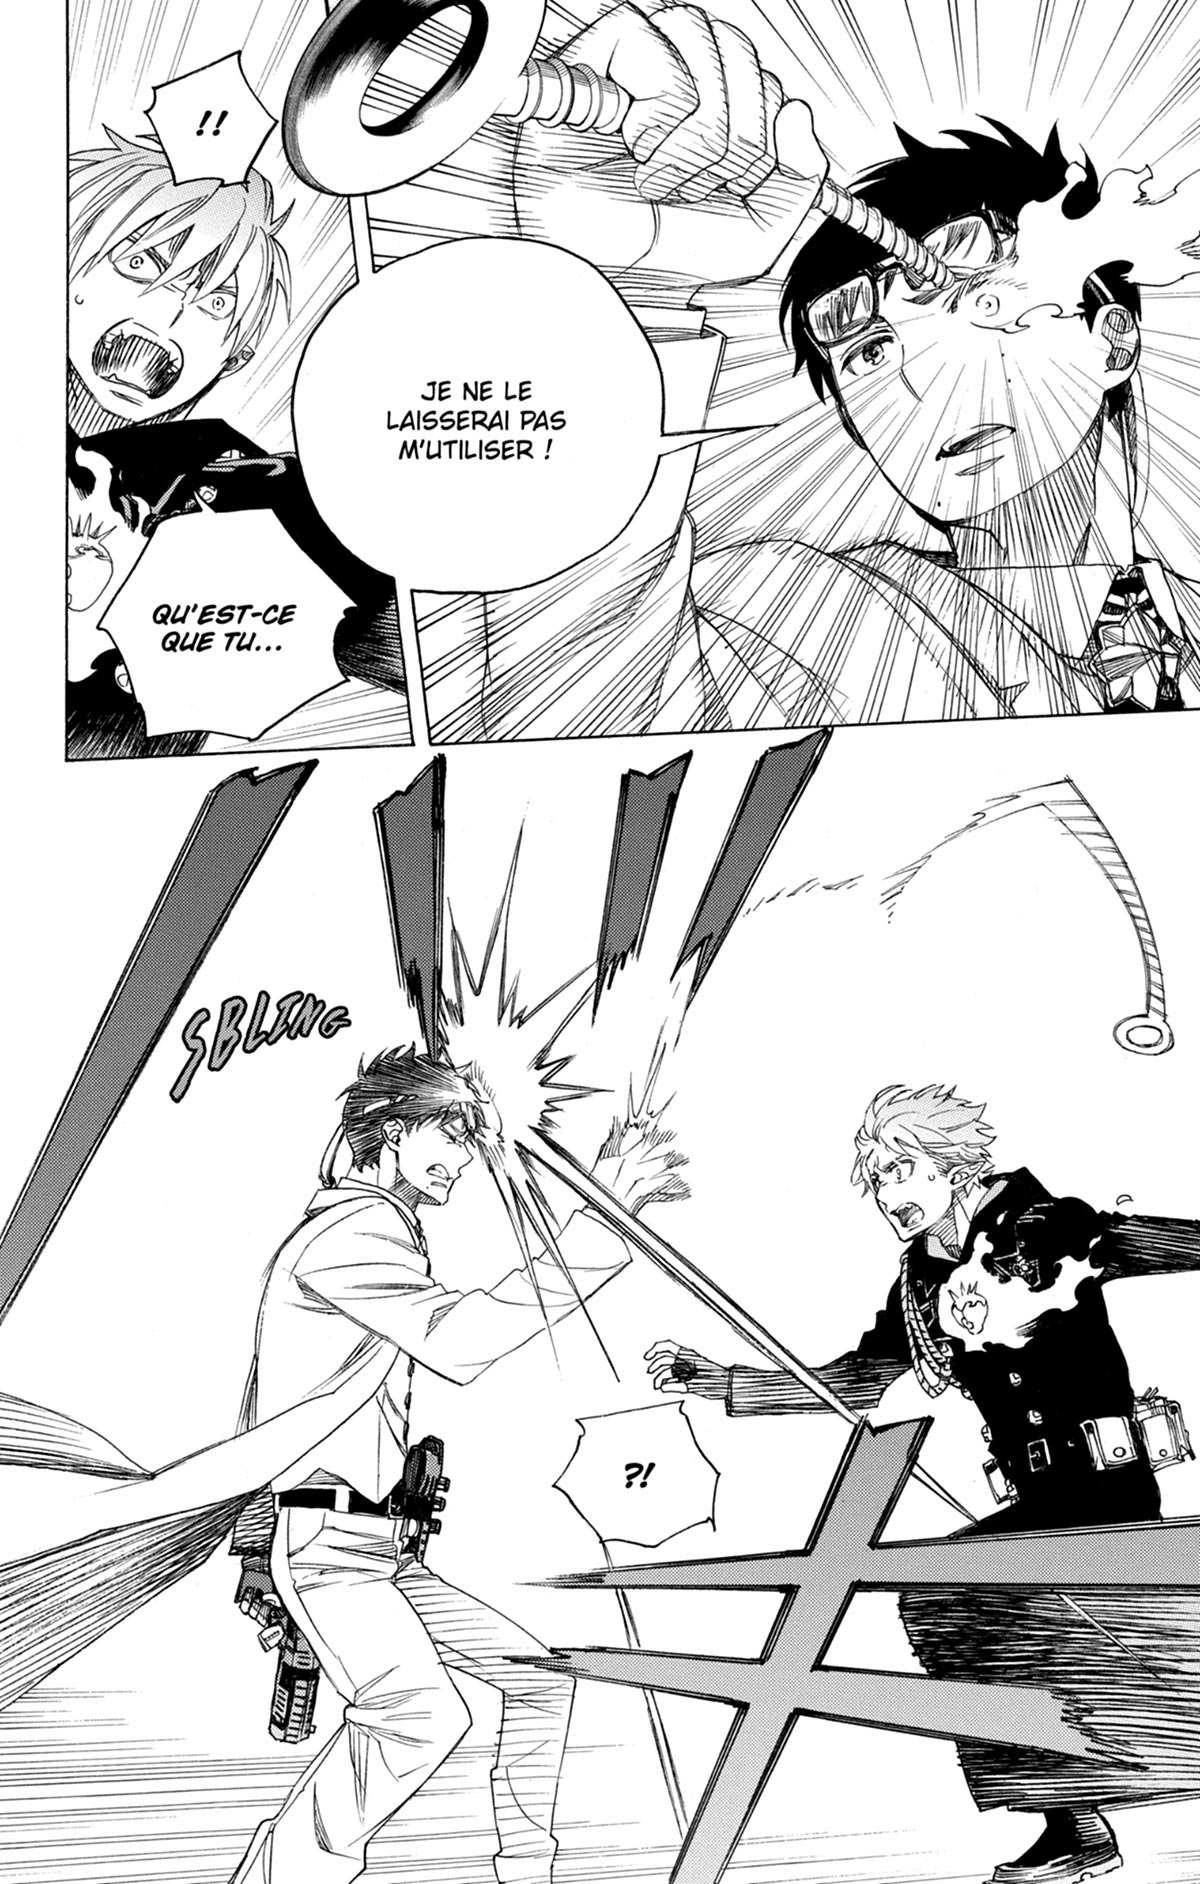 JE NE LE
LAISSERAI PAS
M'UTILISER !
!!
QU'EST-CE
QUE TU...
SBLING
?!